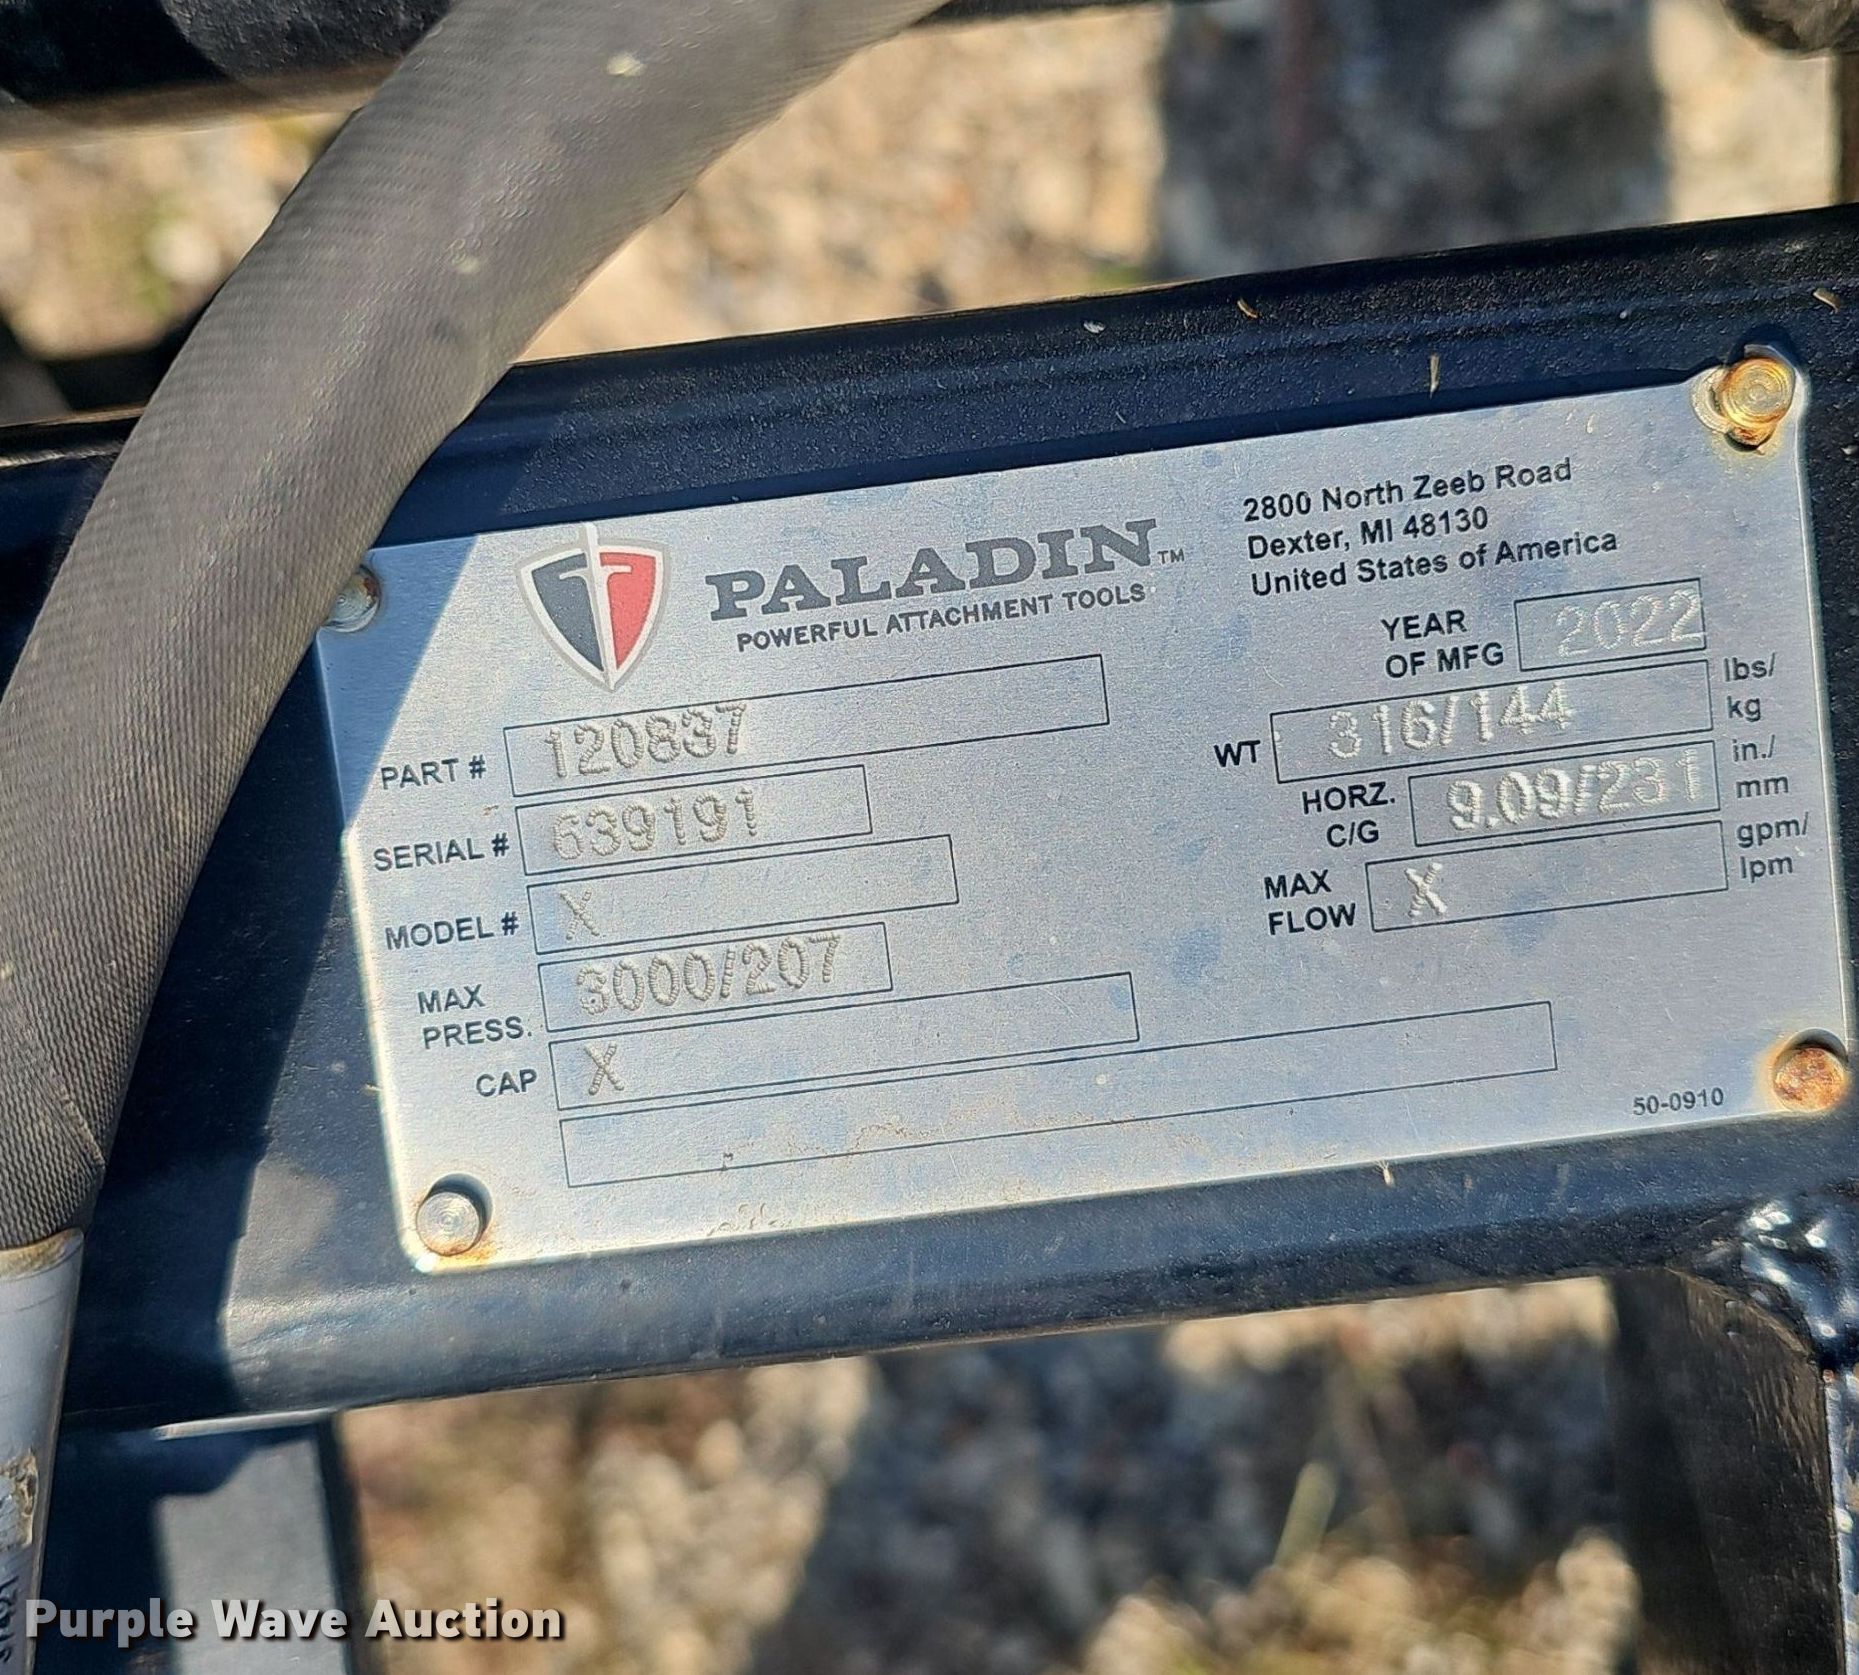 PALADIN™
POWERFUL ATTACHMENT TOOLS
2800 North Zeeb Road
Dexter, MI 48130
United States of America
YEAR
OF MFG 2022
PART # 120837
WT 316/144 lbs/
kg
SERIAL # 639191
HORZ.
C/G 9.09/231 in./
mm
MODEL # X
MAX
FLOW X gpm/
lpm
MAX
PRESS. 3000/207
CAP X
50-0910
Purple Wave Auction